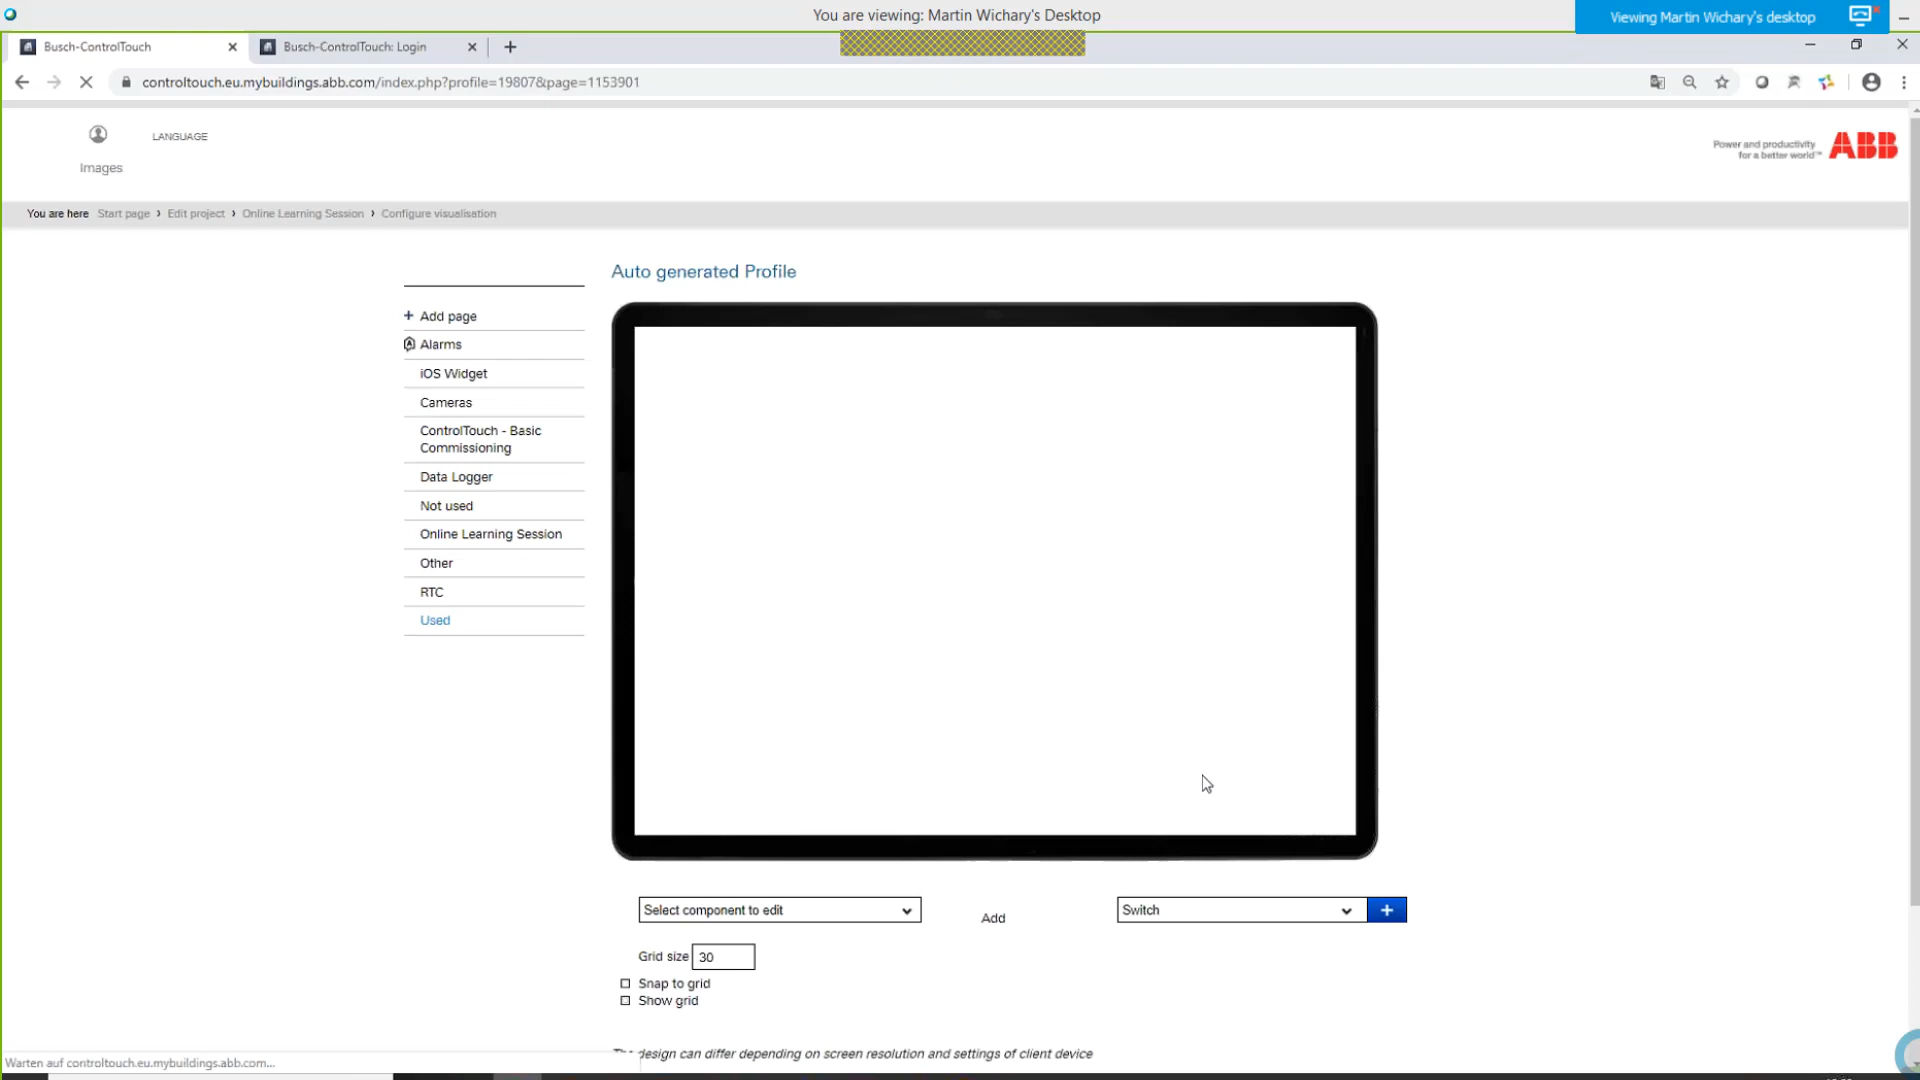 You are viewing: Martin Wichary's Desktop
Viewing Martin Wichary's desktop
Busch-ControlTouch
Busch-ControlTouch: Login
controltouch.eu.mybuildings.abb.com/index.php?profile=19807&page=1153901
LANGUAGE
Images
Power and productivity
for a better world™
ABB
You are here Start page › Edit project › Online Learning Session › Configure visualisation
Auto generated Profile
+ Add page
Alarms
iOS Widget
Cameras
ControlTouch - Basic
Commissioning
Data Logger
Not used
Online Learning Session
Other
RTC
Used
Select component to edit
Add
Switch
+
Grid size 30
Snap to grid
Show grid
design can differ depending on screen resolution and settings of client device
Warten auf controltouch.eu.mybuildings.abb.com...